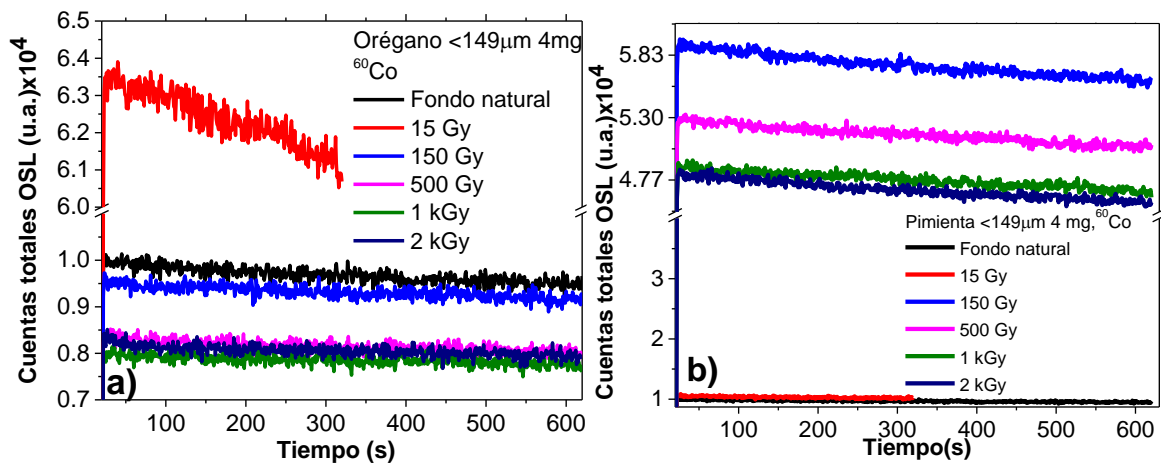 6.5
6.4
6.3
6.2
6.1
6.0
1.0
0.9
0.8
0.7
Cuentas totales OSL (u.a.)x10⁴
Orégano <149μm 4mg
⁶⁰Co
Fondo natural
15 Gy
150 Gy
500 Gy
1 kGy
2 kGy
a)
100 200 300 400 500 600
Tiempo (s)
5.83
5.30
4.77
3
2
1
Cuentas totales OSL (u.a.)x10⁴
Pimienta <149μm 4 mg, ⁶⁰Co
Fondo natural
15 Gy
150 Gy
500 Gy
1 kGy
2 kGy
b)
100 200 300 400 500 600
Tiempo(s)